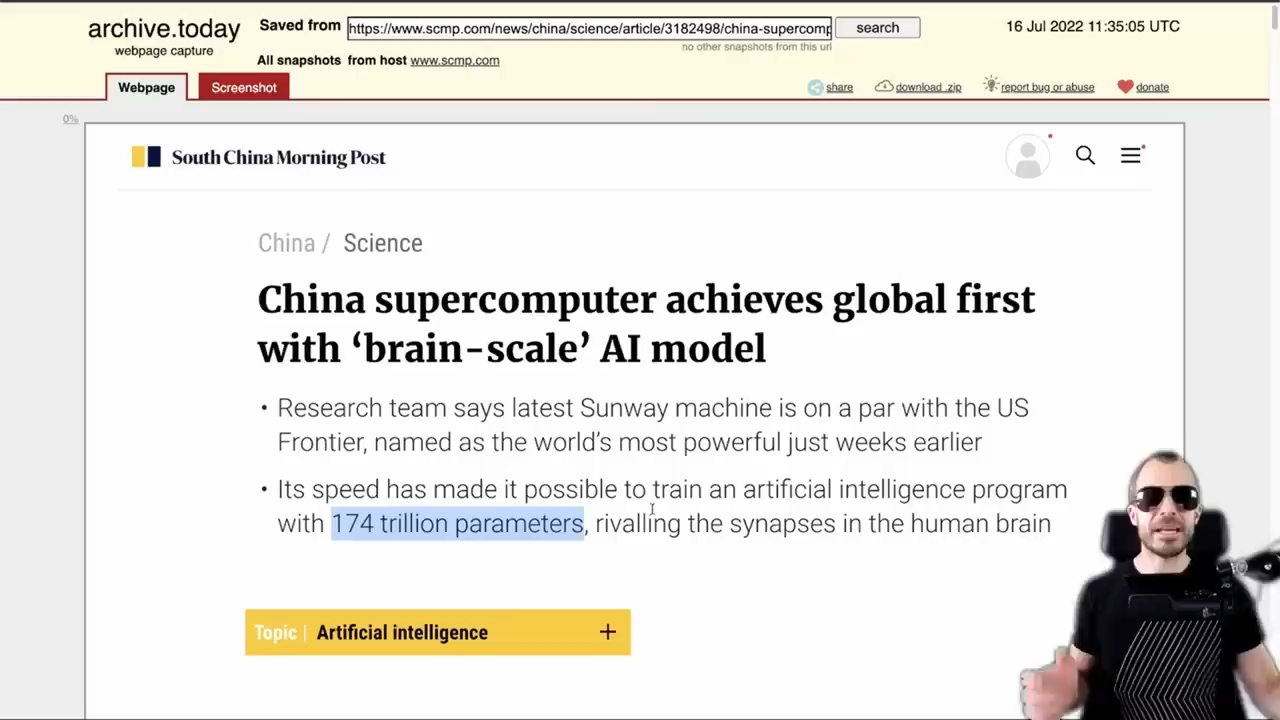 archive.today
webpage capture
Saved from
https://www.scmp.com/news/china/science/article/3182498/china-supercomp
search
16 Jul 2022 11:35:05 UTC
no other snapshots from this url
All snapshots from host www.scmp.com
Webpage
Screenshot
share
download .zip
report bug or abuse
donate
0%
South China Morning Post
China / Science
China supercomputer achieves global first
with ‘brain-scale’ AI model
• Research team says latest Sunway machine is on a par with the US
Frontier, named as the world’s most powerful just weeks earlier
• Its speed has made it possible to train an artificial intelligence program
with 174 trillion parameters, rivalling the synapses in the human brain
Topic | Artificial intelligence +